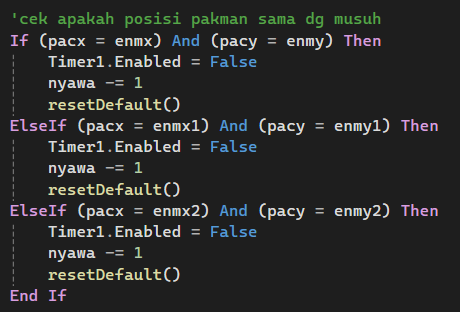 'cek apakah posisi pakman sama dg musuh
If (pacx = enmx) And (pacy = enmy) Then
    Timer1.Enabled = False
    nyawa -= 1
    resetDefault()
ElseIf (pacx = enmx1) And (pacy = enmy1) Then
    Timer1.Enabled = False
    nyawa -= 1
    resetDefault()
ElseIf (pacx = enmx2) And (pacy = enmy2) Then
    Timer1.Enabled = False
    nyawa -= 1
    resetDefault()
End If